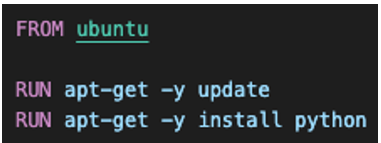 FROM ubuntu
RUN apt-get -y update
RUN apt-get -y install python